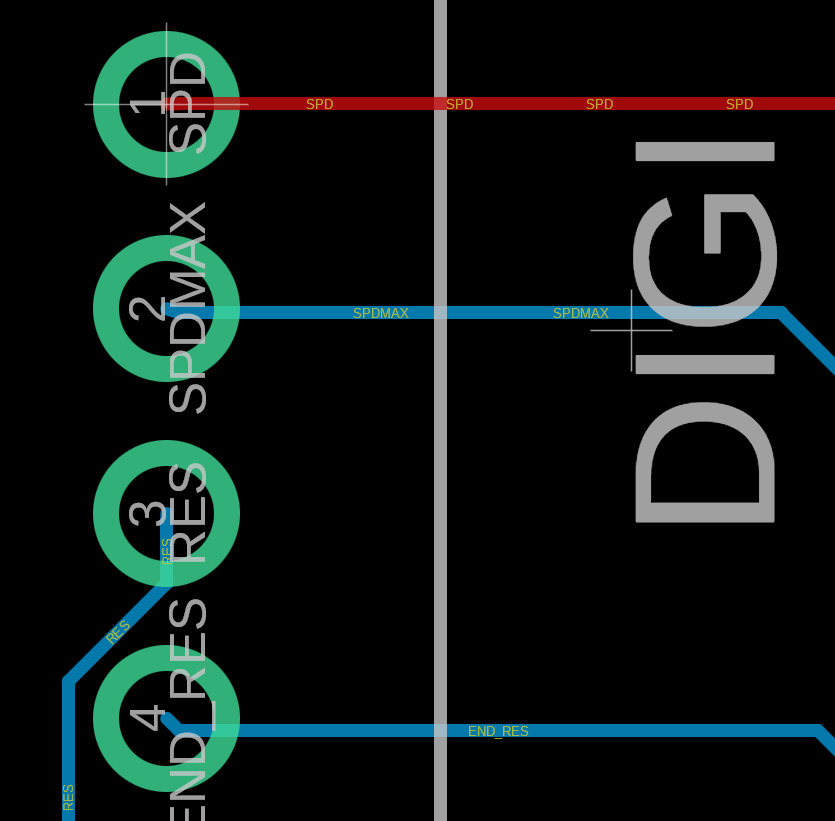 1 SPD
SPD SPD SPD SPD
2 SPDMAX
SPDMAX SPDMAX
3 RES
RES
RES
RES
4 END_RES
END_RES
DIGI